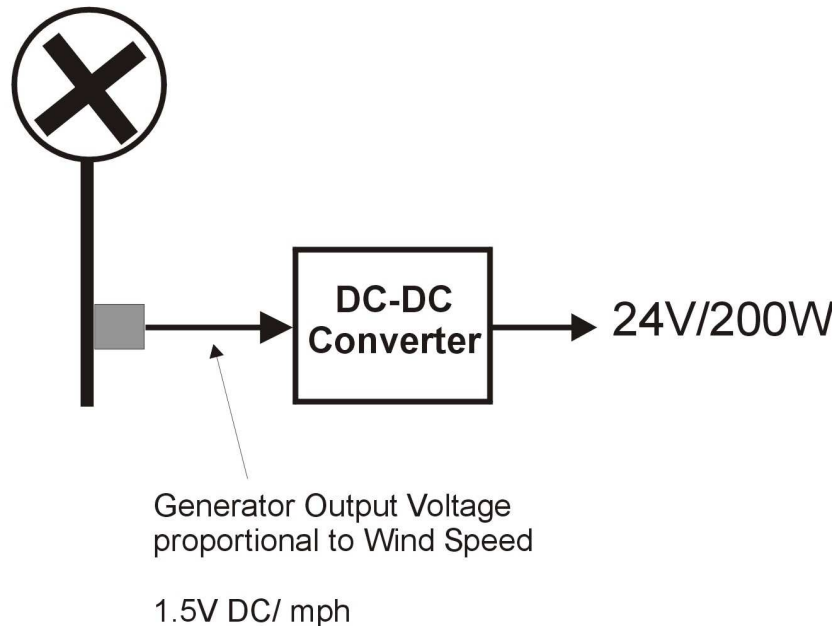 DC-DC
Converter
24V/200W
Generator Output Voltage
proportional to Wind Speed
1.5V DC/ mph